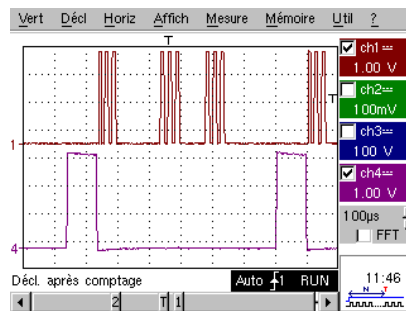 Vert Décl Horiz Affich Mesure Mémoire Util ?
T
ch1
1.00 V
ch2
100mV
ch3
100 V
ch4
1.00 V
100µs
FFT
T
1
4
Décl. après comptage Auto 1 RUN
2 T 1
11:46
N T